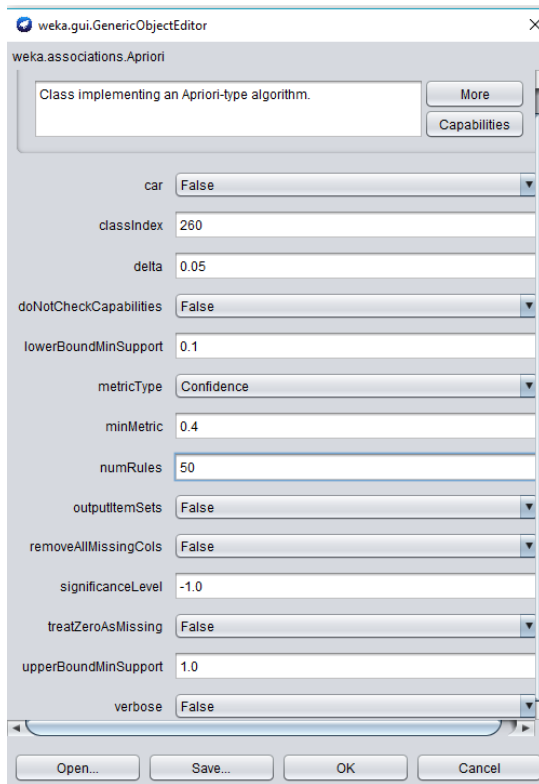 weka.gui.GenericObjectEditor
weka.associations.Apriori
Class implementing an Apriori-type algorithm.
More
Capabilities
car False
classIndex 260
delta 0.05
doNotCheckCapabilities False
lowerBoundMinSupport 0.1
metricType Confidence
minMetric 0.4
numRules 50
outputItemSets False
removeAllMissingCols False
significanceLevel -1.0
treatZeroAsMissing False
upperBoundMinSupport 1.0
verbose False
Open... Save... OK Cancel